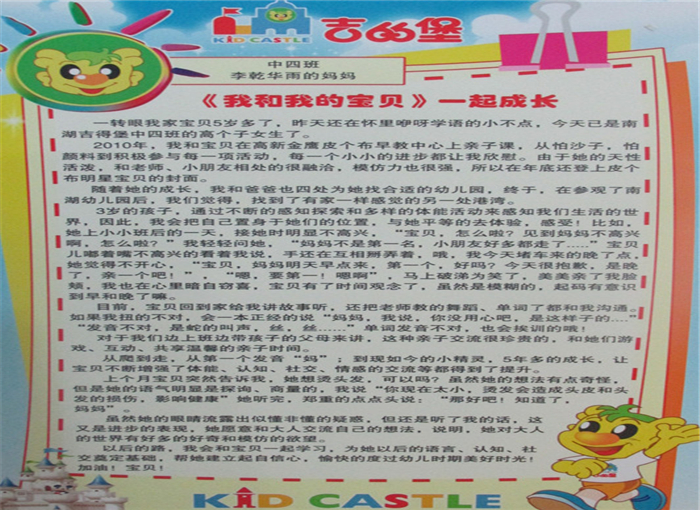 KID CASTLE 吉的堡
中四班
李乾华雨的妈妈
《我和我的宝贝》一起成长
一转眼我家宝贝5岁多了，昨天还在怀里咿呀学语的小不点，今天已是南
湖吉得堡中四班的高个子女生了。
2010年，我和宝贝在高新金鹰皮个布早教中心上亲子课，从怕沙子，怕
颜料到积极参与每一项活动，每一个小小的进步都让我欣慰。由于她的天性
活泼，和老师、小朋友相处的很融洽，模仿力也很强，所以在年底还登上皮个
布明星宝贝的封面。
随着她的成长，我和爸爸也四处为她找合适的幼儿园，终于，在参观了南
湖幼儿园后，我们觉得，找到了有家一样感觉的另一处港湾。
3岁的孩子，通过不断的感知探索和多样的体能活动来感知我们生活的世
界，因此，我会把自己置身于她们的位置，与她平等的去体验，感受！比如，
她上小小班后的一天，接她时明显不高兴，“宝贝，怎么啦？见到妈妈不高兴
啊，怎么啦？”我轻轻问她，“妈妈不是第一名，小朋友好多都走了.....”宝贝
儿嘟着嘴不高兴的看着我说，手还在互相掰弄着，哦，我今天堵车来的晚了点，
她觉得不开心，“宝贝，妈妈明天早点来，第一个，好吗？今天很抱歉，是晚
了，亲一个吧！”，“嗯，要第一！嗯啊”，马上破涕为笑了，美美亲了我脸
颊，我也在心里暗自窃喜，宝贝有了时间观念了，虽然是模糊的，起码有意识
到早和晚了嘛。
目前，宝贝回到家给我讲故事听，还把老师教的舞蹈、单词了都和我沟通。
如果我扭的不对，会一本正经的说“妈妈，我说，你没用心吧，是这样子的....”
“发音不对，是蛇的叫声，丝，丝......”单词发音不对，也会挨训的哦！
对于我们边上班边带孩子的父母来讲，这种亲子交流很珍贵的，和她们游
戏、互动、共享温馨的亲子时间。
从爬到走，从第一个发音“妈”；到现如今的小精灵，5年多的成长，让
宝贝不断增强了体能、认知、社交、情感的交流等都得到了提升。
上个月宝贝突然告诉我，她想烫头发，可以吗？虽然她的想法有点奇怪，
但是她的语气明显是探询、商量的，我说“你现在太小，烫发会造成头皮和头
发的损伤，影响健康”她听完，郑重的点点头说：“那好吧！知道了，
妈妈”。
虽然她的眼睛流露出似懂非懂的疑惑，但还是听了我的话，这
又是进步的表现，她愿意和大人交流自己的想法，说明，她对大人
的世界有好多的好奇和模仿的欲望。
以后的路，我会和宝贝一起学习，为她以后的语言、认知、社
交奠定基础，帮她建立起自信心，愉快的度过幼儿时期美好时光！
加油！宝贝！
KID CASTLE